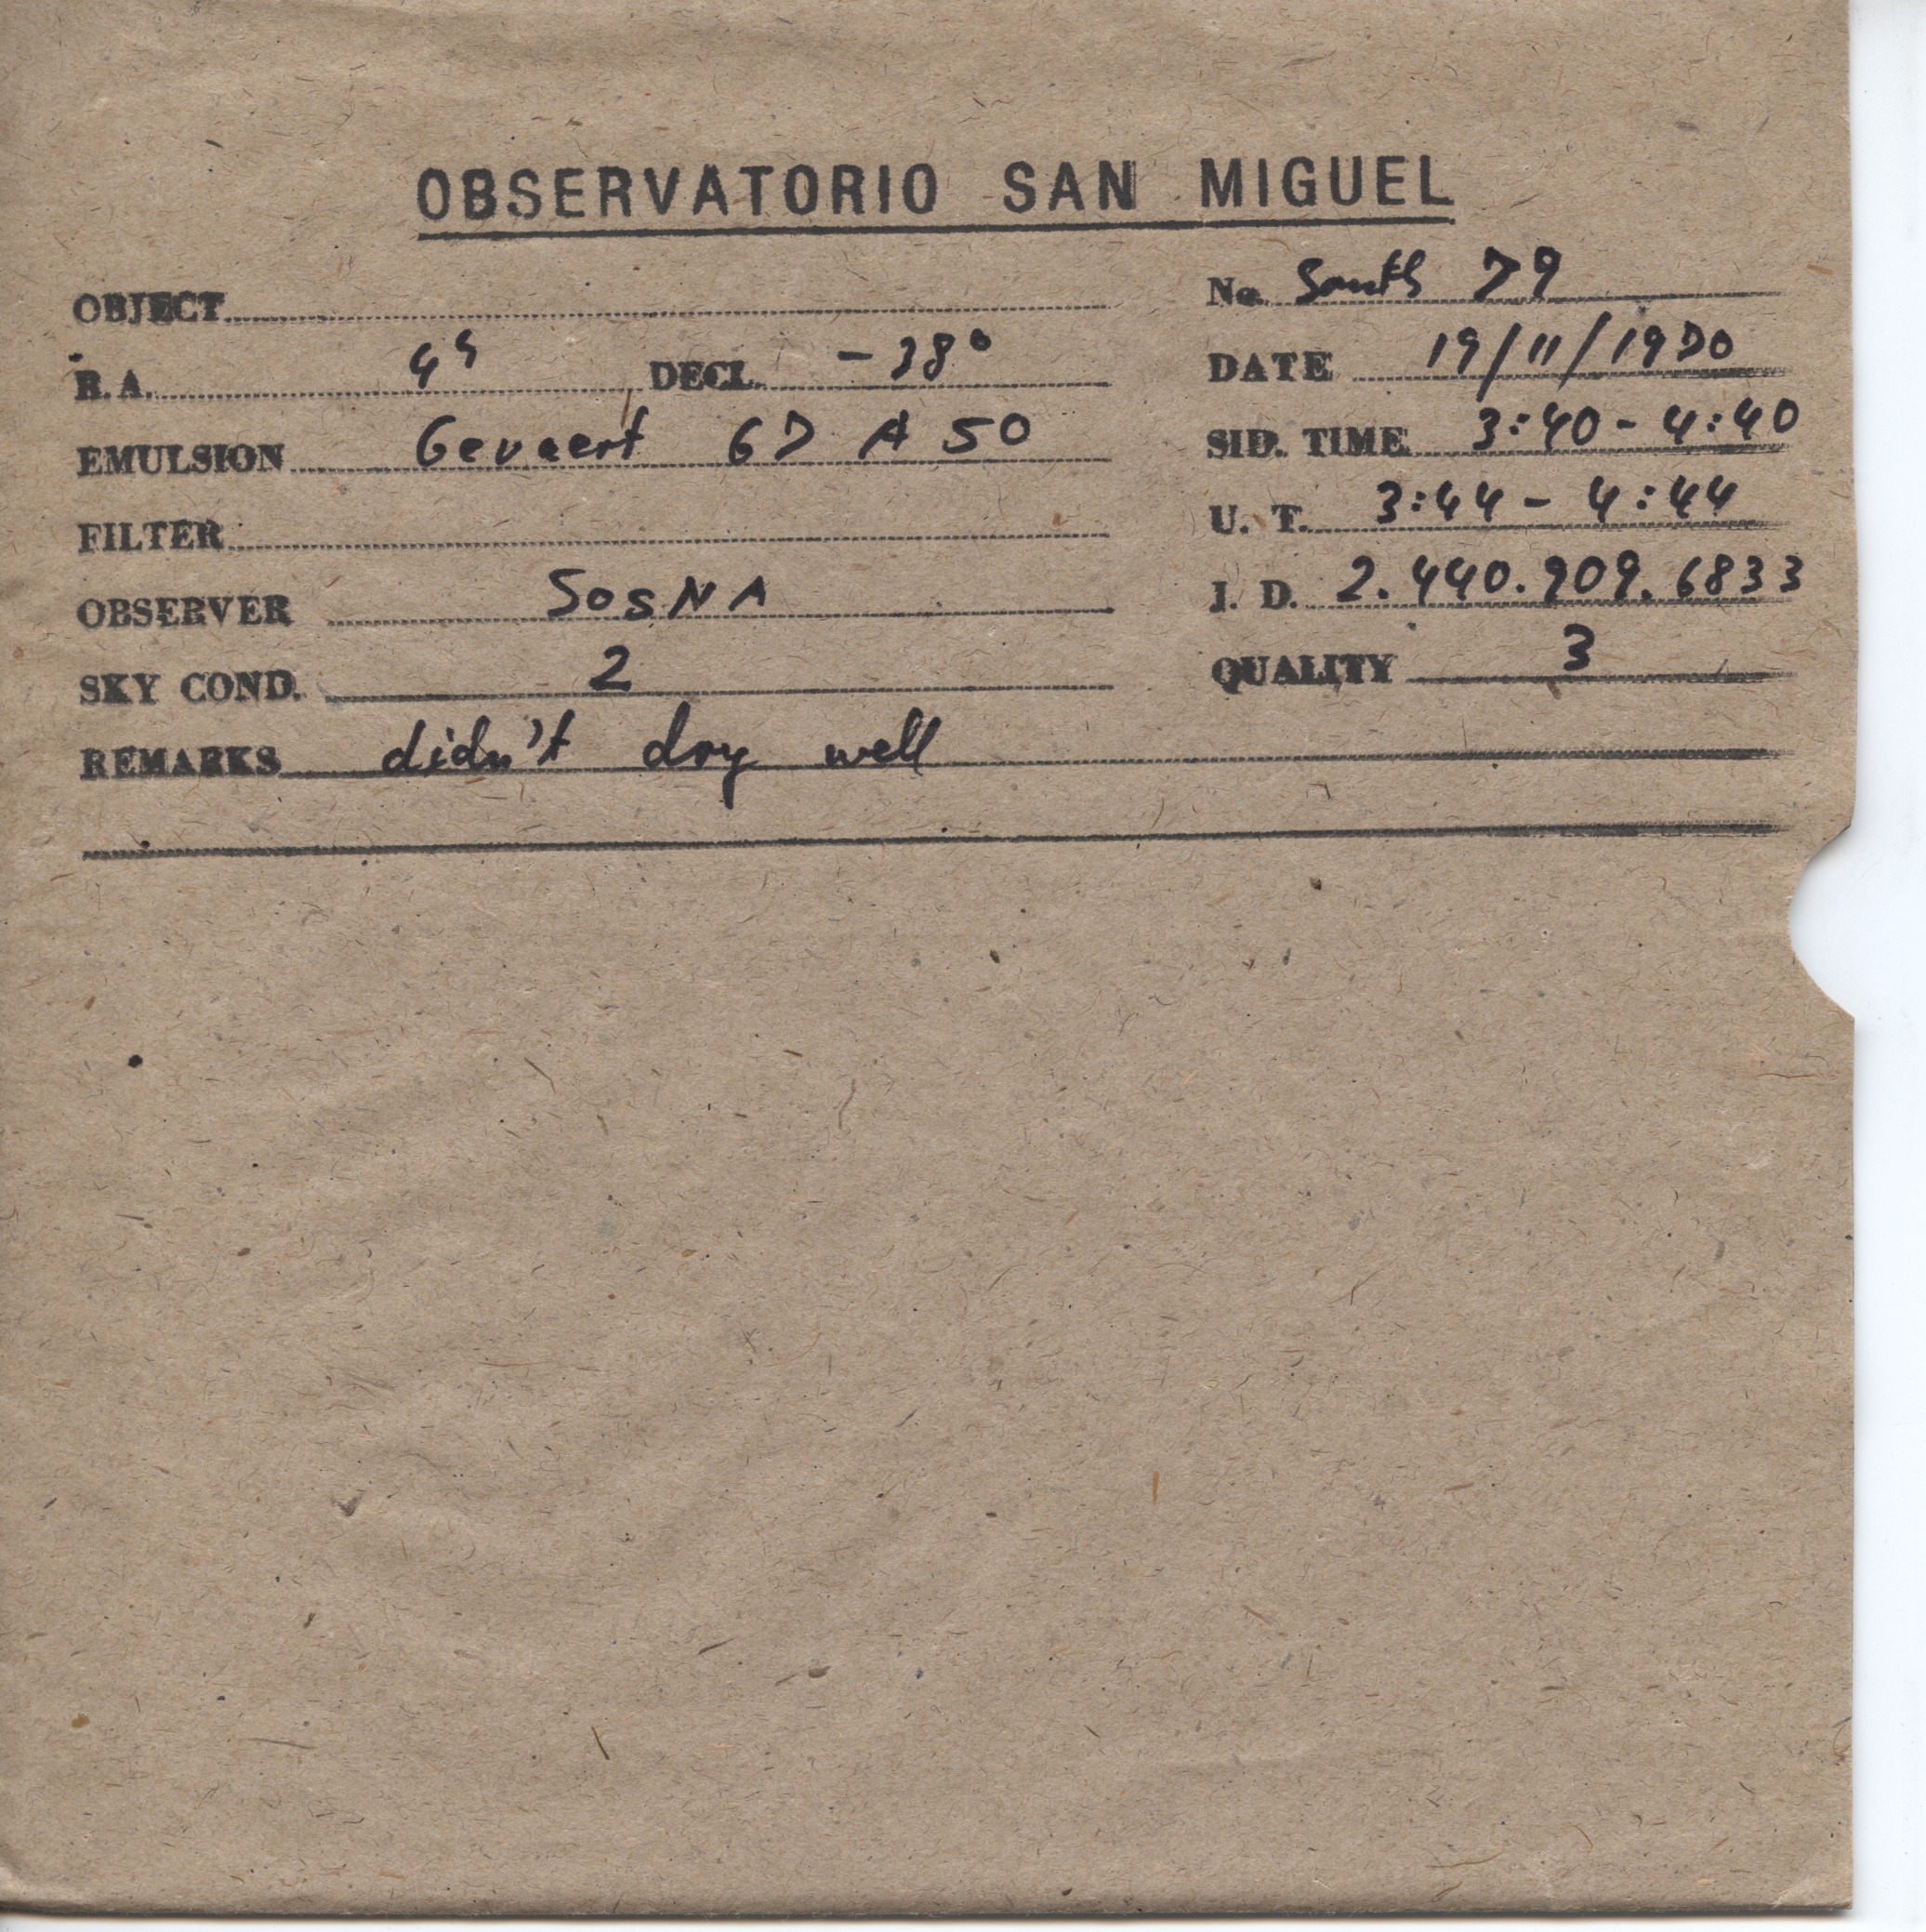 OBSERVATORIO SAN MIGUEL
OBJECT No. South 79
R.A. 4h DECL. -38° DATE 19/11/1970
EMULSION Gevaert 67 A 50 SID. TIME 3:40 - 4:40
FILTER U. T. 3:44 - 4:44
OBSERVER SOSNA J. D. 2.440.909.6833
SKY COND. 2 QUALITY 3
REMARKS didn't dry well